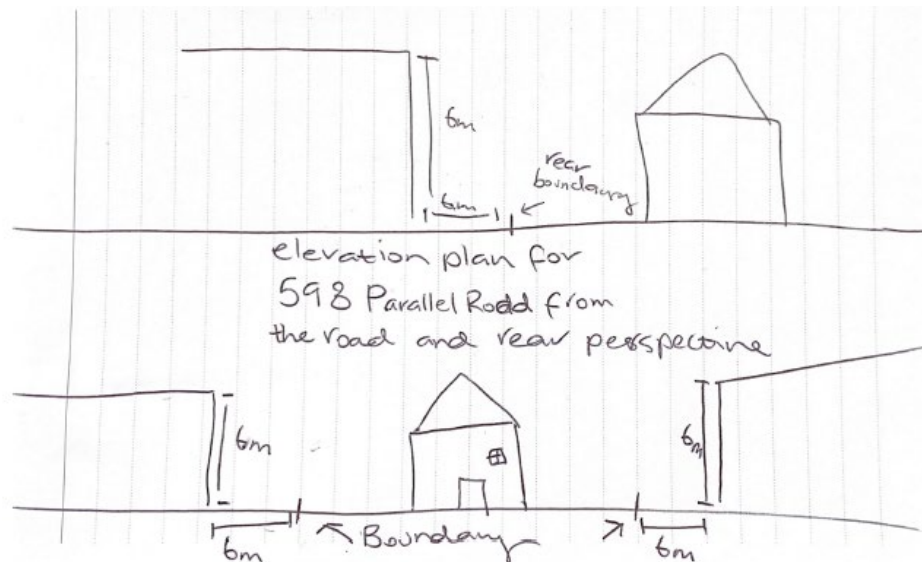 6m
rear
boundary
6m
elevation plan for
598 Parallel Rodd from
the road and rear perspective
6m
6m
Boundary
6m
6m